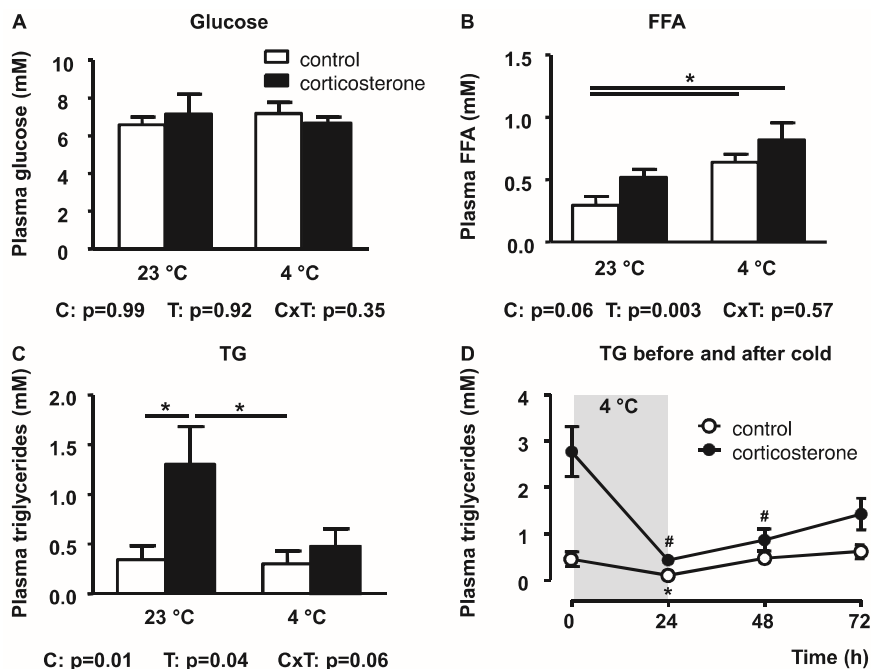 A Glucose
Plasma glucose (mM)
10
8
6
4
2
0
control
corticosterone
23 °C 4 °C
C: p=0.99 T: p=0.92 CxT: p=0.35
B FFA
Plasma FFA (mM)
1.5
1.0
0.5
0.0
*
23 °C 4 °C
C: p=0.06 T: p=0.003 CxT: p=0.57
C TG
Plasma triglycerides (mM)
2.0
1.5
1.0
0.5
0.0
* *
23 °C 4 °C
C: p=0.01 T: p=0.04 CxT: p=0.06
D TG before and after cold
Plasma triglycerides (mM)
4
3
2
1
0
4 °C
control
corticosterone
# #
*
0 24 48 72
Time (h)